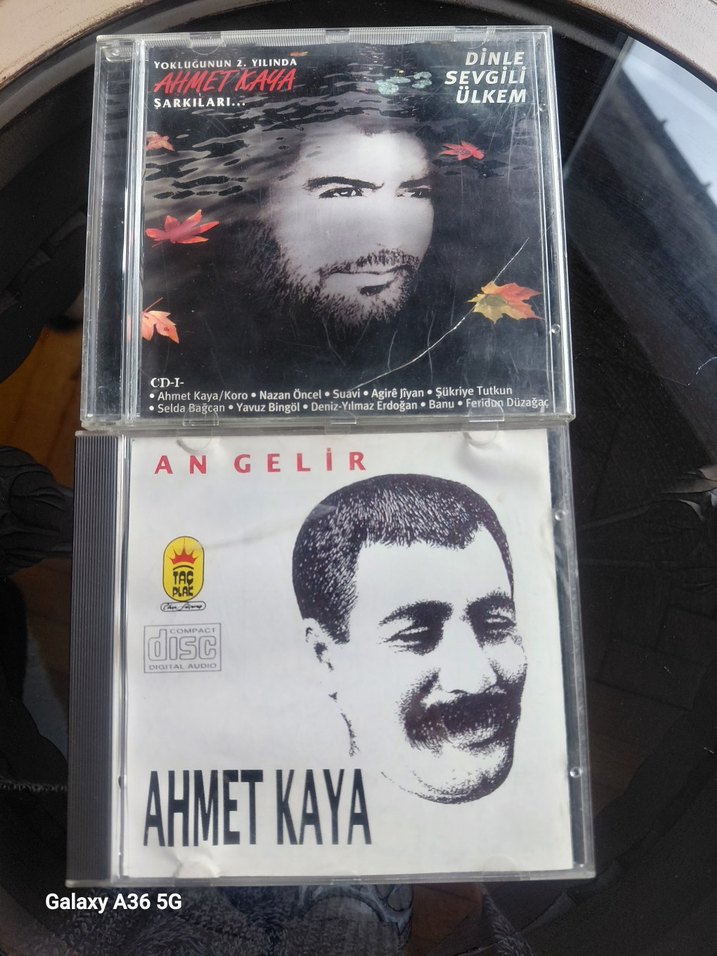 YOKLUĞUNUN 2. YILINDA
AHMET KAYA
ŞARKILARI...
DİNLE
SEVGİLİ
ÜLKEM
CD-I-
• Ahmet Kaya/Koro • Nazan Öncel • Suavi • Agirê Jîyan • Şükriye Tutkun
• Selda Bağcan • Yavuz Bingöl • Deniz-Yılmaz Erdoğan • Banu • Feridun Düzağaç
AN GELİR
TAÇ
PLAK
COMPACT
disc
DIGITAL AUDIO
AHMET KAYA
Galaxy A36 5G